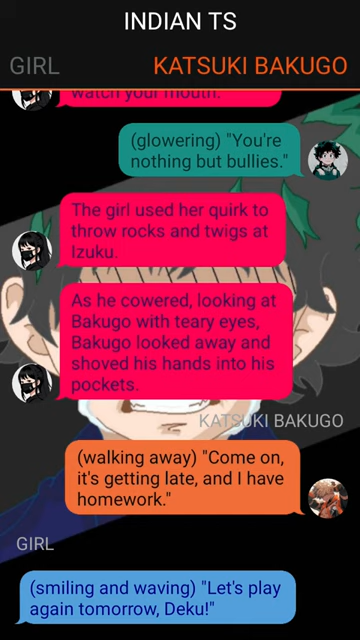 INDIAN TS
GIRL
KATSUKI BAKUGO
watch your mouth.
(glowering) "You're
nothing but bullies."
The girl used her quirk to
throw rocks and twigs at
Izuku.
As he cowered, looking at
Bakugo with teary eyes,
Bakugo looked away and
shoved his hands into his
pockets.
KATSUKI BAKUGO
(walking away) "Come on,
it's getting late, and I have
homework."
GIRL
(smiling and waving) "Let's play
again tomorrow, Deku!"